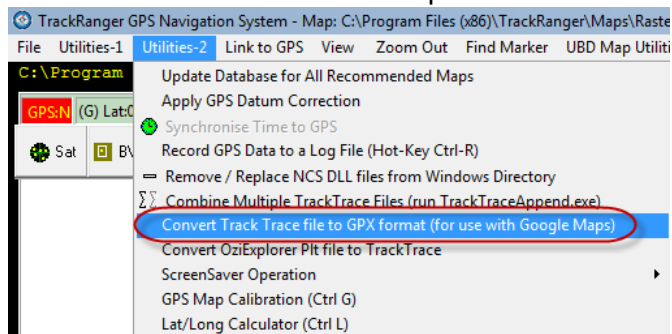 TrackRanger GPS Navigation System - Map: C:\Program Files (x86)\TrackRanger\Maps\Raste
File Utilities-1 Utilities-2 Link to GPS View Zoom Out Find Marker UBD Map Utiliti
C:\Program
Update Database for All Recommended Maps
Apply GPS Datum Correction
GPS:N (G) Lat:0
Synchronise Time to GPS
Sat BV
Record GPS Data to a Log File (Hot-Key Ctrl-R)
Remove / Replace NCS DLL files from Windows Directory
ΣΣ Combine Multiple TrackTrace Files (run TrackTraceAppend.exe)
Convert Track Trace file to GPX format (for use with Google Maps)
Convert OziExplorer Plt file to TrackTrace
ScreenSaver Operation
GPS Map Calibration (Ctrl G)
Lat/Long Calculator (Ctrl L)